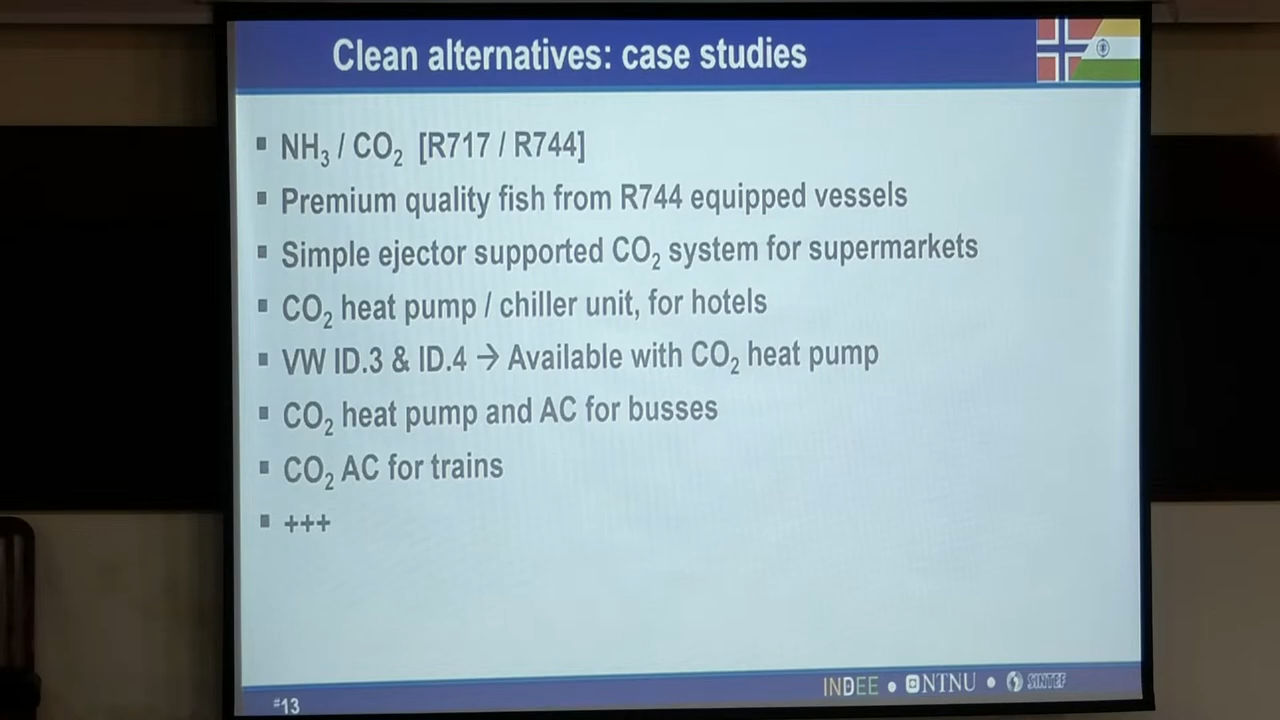 Clean alternatives: case studies
▪ NH₃ / CO₂ [R717 / R744]
▪ Premium quality fish from R744 equipped vessels
▪ Simple ejector supported CO₂ system for supermarkets
▪ CO₂ heat pump / chiller unit, for hotels
▪ VW ID.3 & ID.4 → Available with CO₂ heat pump
▪ CO₂ heat pump and AC for busses
▪ CO₂ AC for trains
▪ +++
#13
INDEE • NTNU • SINTEF